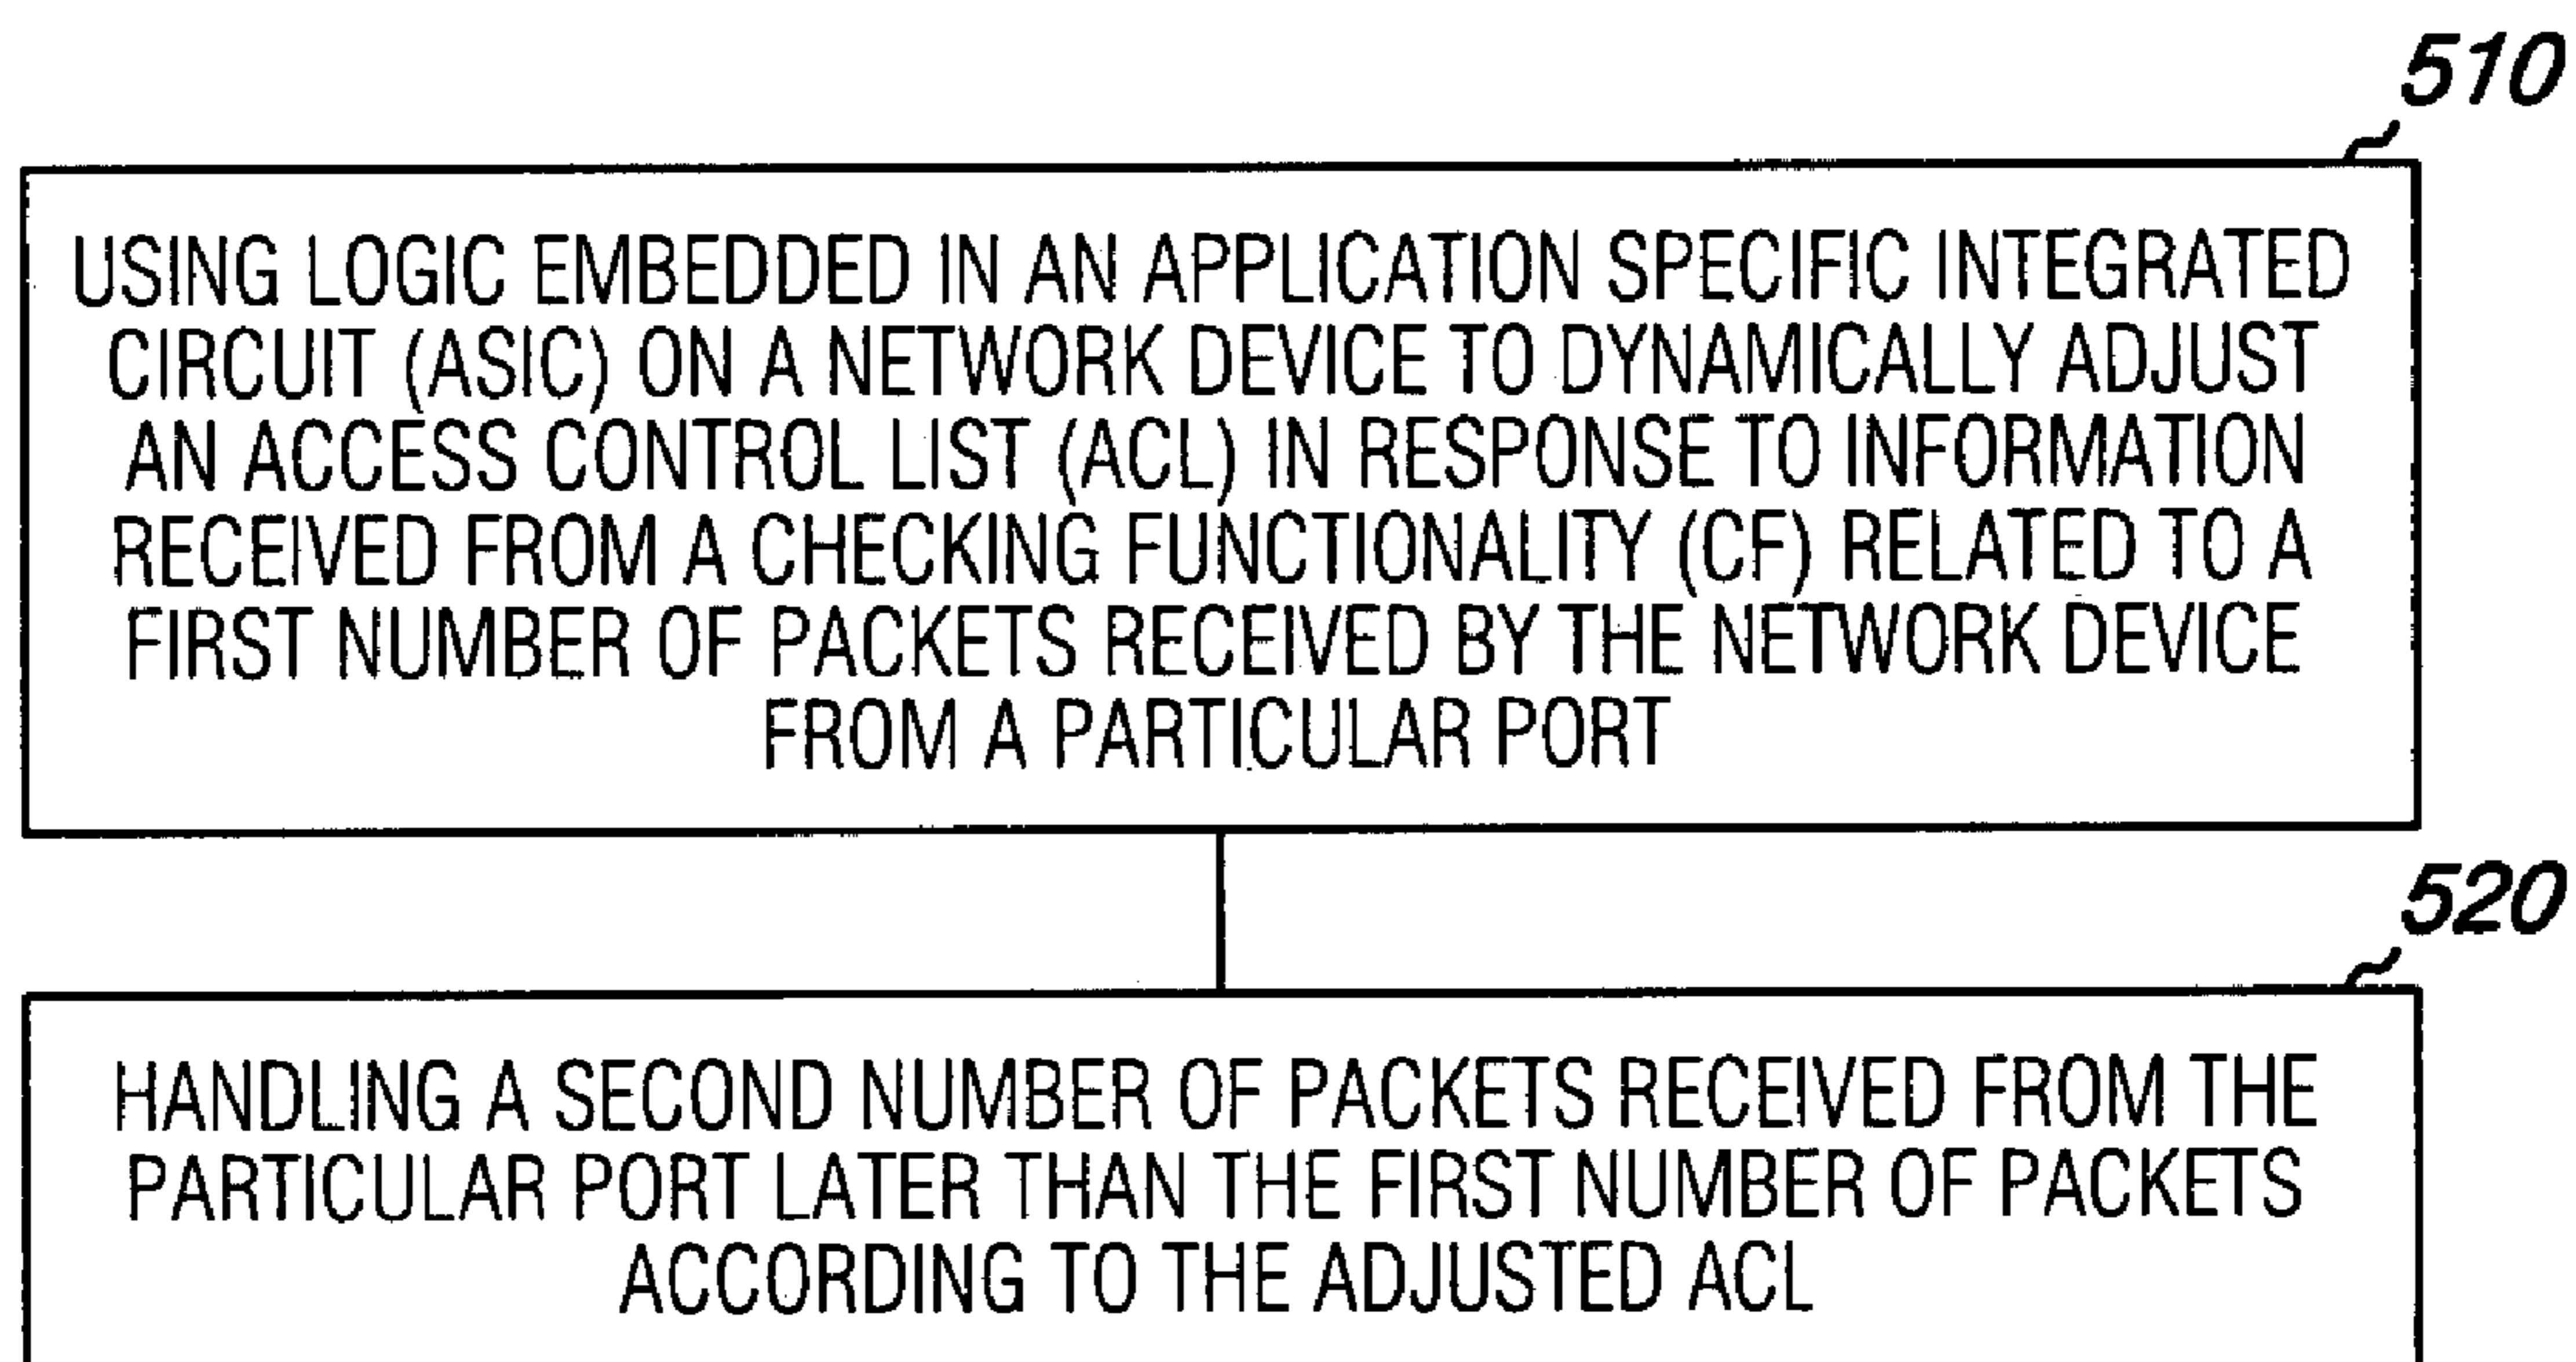 510
USING LOGIC EMBEDDED IN AN APPLICATION SPECIFIC INTEGRATED
CIRCUIT (ASIC) ON A NETWORK DEVICE TO DYNAMICALLY ADJUST
AN ACCESS CONTROL LIST (ACL) IN RESPONSE TO INFORMATION
RECEIVED FROM A CHECKING FUNCTIONALITY (CF) RELATED TO A
FIRST NUMBER OF PACKETS RECEIVED BY THE NETWORK DEVICE
FROM A PARTICULAR PORT
520
HANDLING A SECOND NUMBER OF PACKETS RECEIVED FROM THE
PARTICULAR PORT LATER THAN THE FIRST NUMBER OF PACKETS
ACCORDING TO THE ADJUSTED ACL